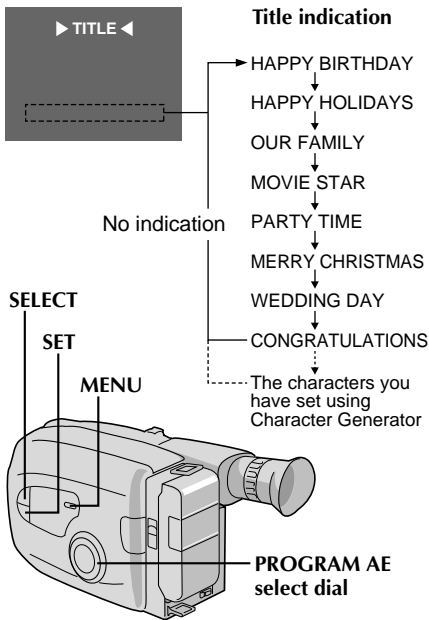 Title indication
▶ TITLE ◀
HAPPY BIRTHDAY
HAPPY HOLIDAYS
OUR FAMILY
MOVIE STAR
No indication
PARTY TIME
MERRY CHRISTMAS
WEDDING DAY
CONGRATULATIONS
The characters you
have set using
Character Generator
SELECT
SET
MENU
PROGRAM AE
select dial